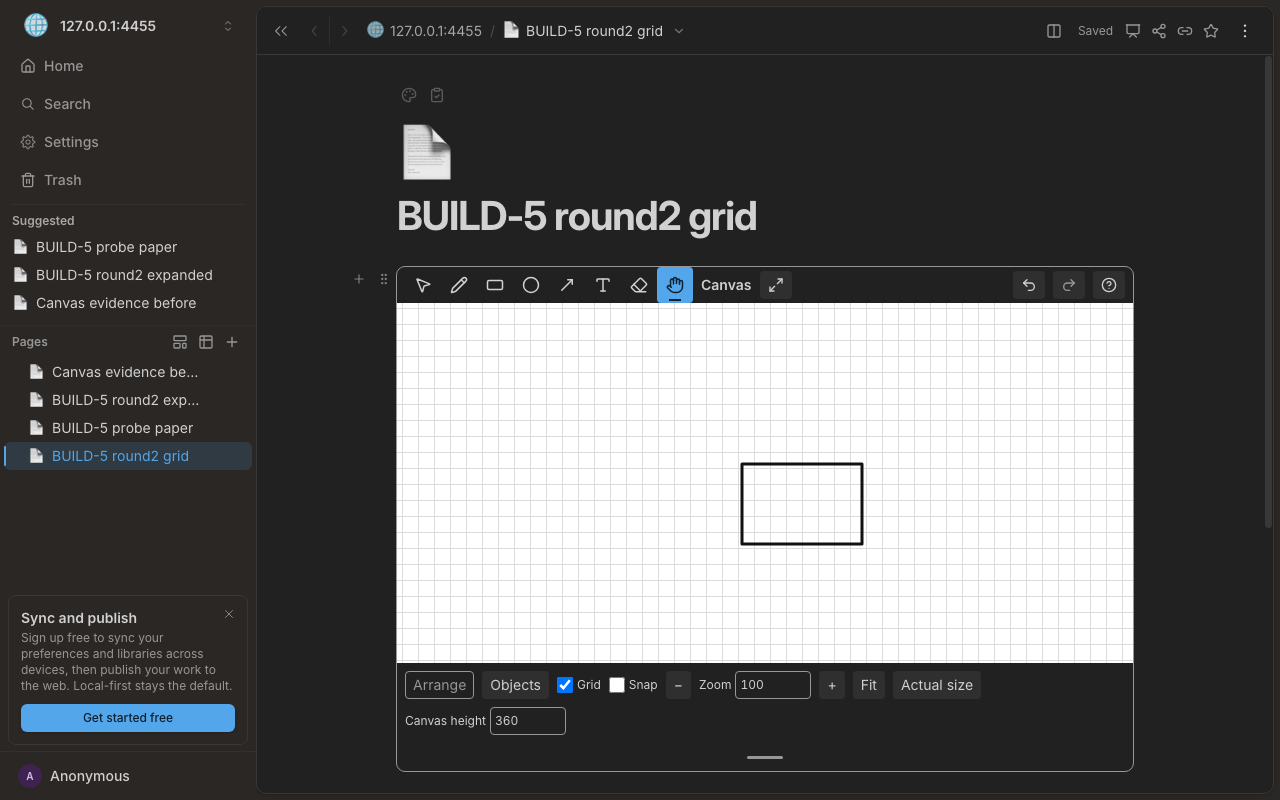 127.0.0.1:4455
Home
Search
Settings
Trash
Suggested
BUILD-5 probe paper
BUILD-5 round2 expanded
Canvas evidence before
Pages
Canvas evidence be...
BUILD-5 round2 exp...
BUILD-5 probe paper
BUILD-5 round2 grid
Sync and publish
Sign up free to sync your
preferences and libraries across
devices, then publish your work to
the web. Local-first stays the default.
Get started free
A Anonymous
127.0.0.1:4455 / BUILD-5 round2 grid
Saved
BUILD-5 round2 grid
Canvas
Arrange Objects Grid Snap − Zoom 100 + Fit Actual size
Canvas height 360